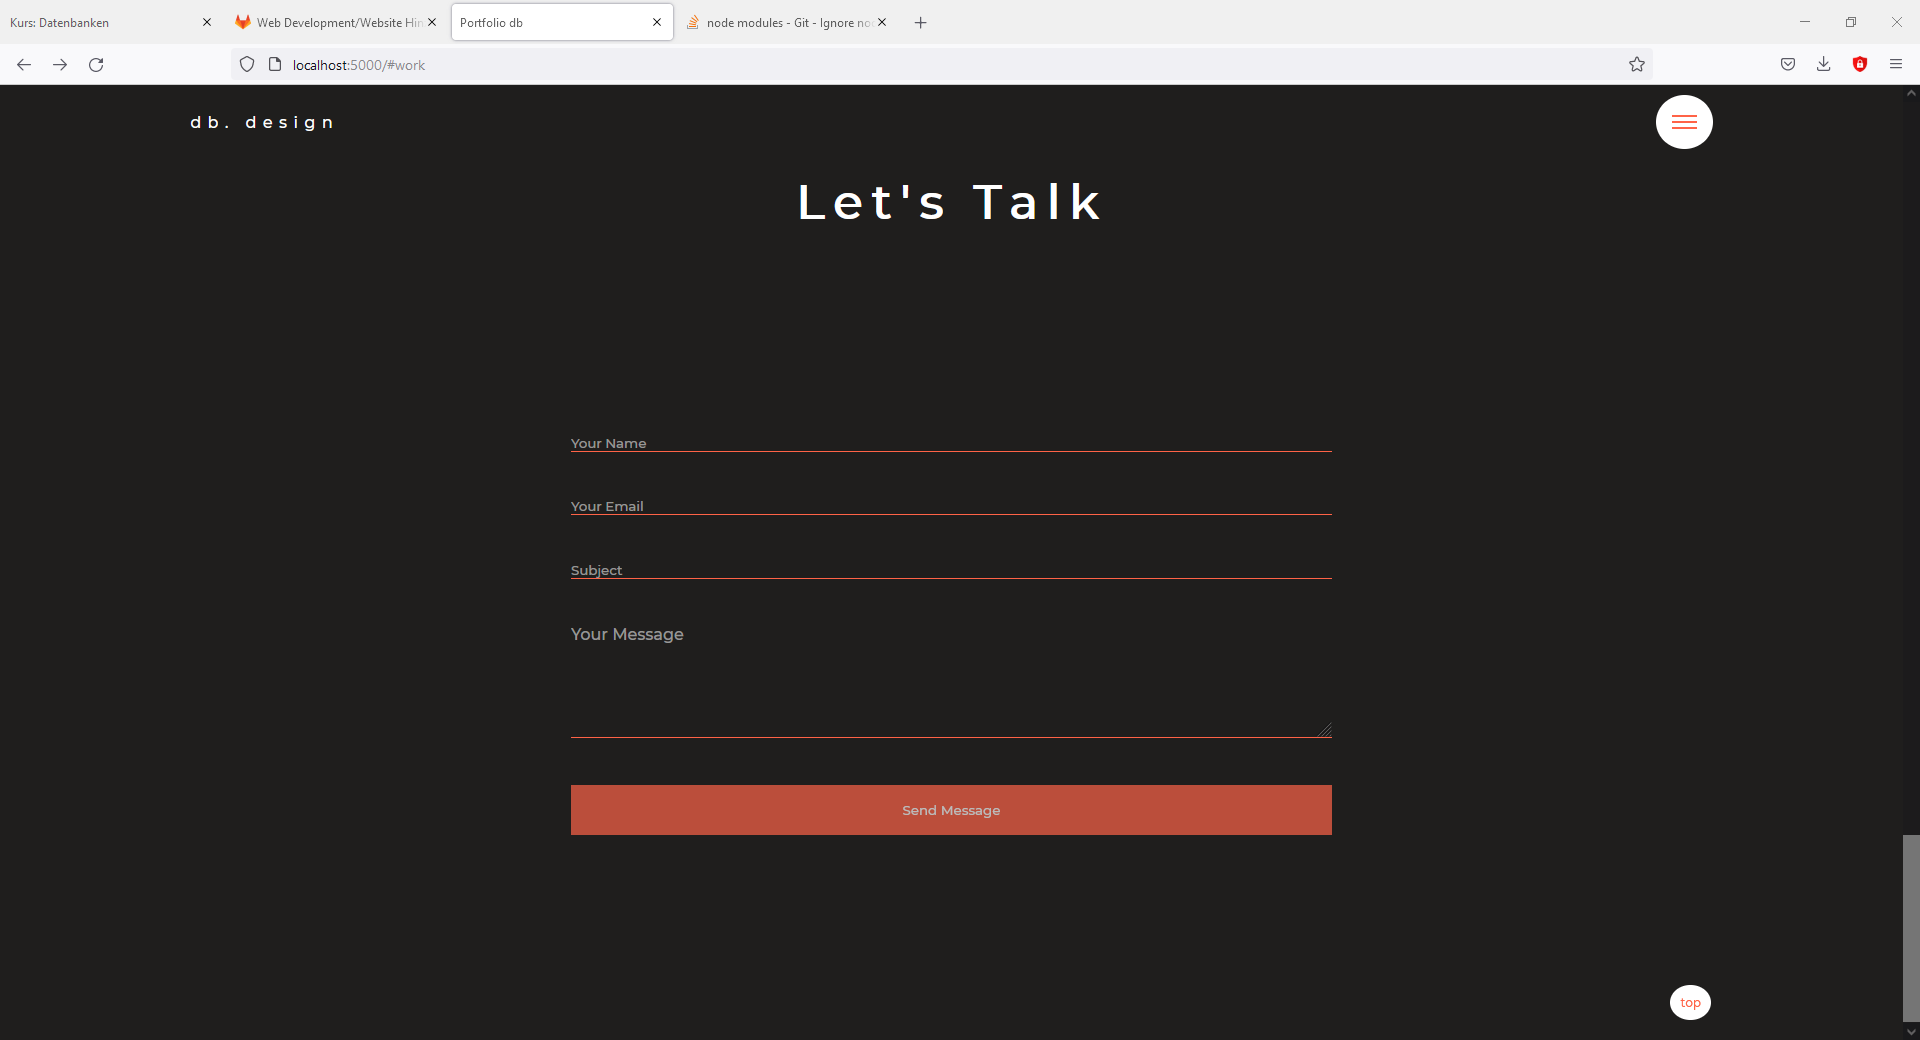 Kurs: Datenbanken
Web Development/Website Hin
Portfolio db
node modules - Git - Ignore no
localhost:5000/#work
db. design
Let's Talk
Your Name
Your Email
Subject
Your Message
Send Message
top